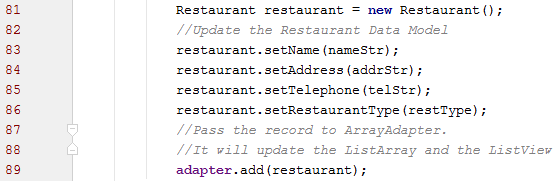 81 Restaurant restaurant = new Restaurant();
82 //Update the Restaurant Data Model
83 restaurant.setName(nameStr);
84 restaurant.setAddress(addrStr);
85 restaurant.setTelephone(telStr);
86 restaurant.setRestaurantType(restType);
87 //Pass the record to ArrayAdapter.
88 //It will update the ListArray and the ListView
89 adapter.add(restaurant);